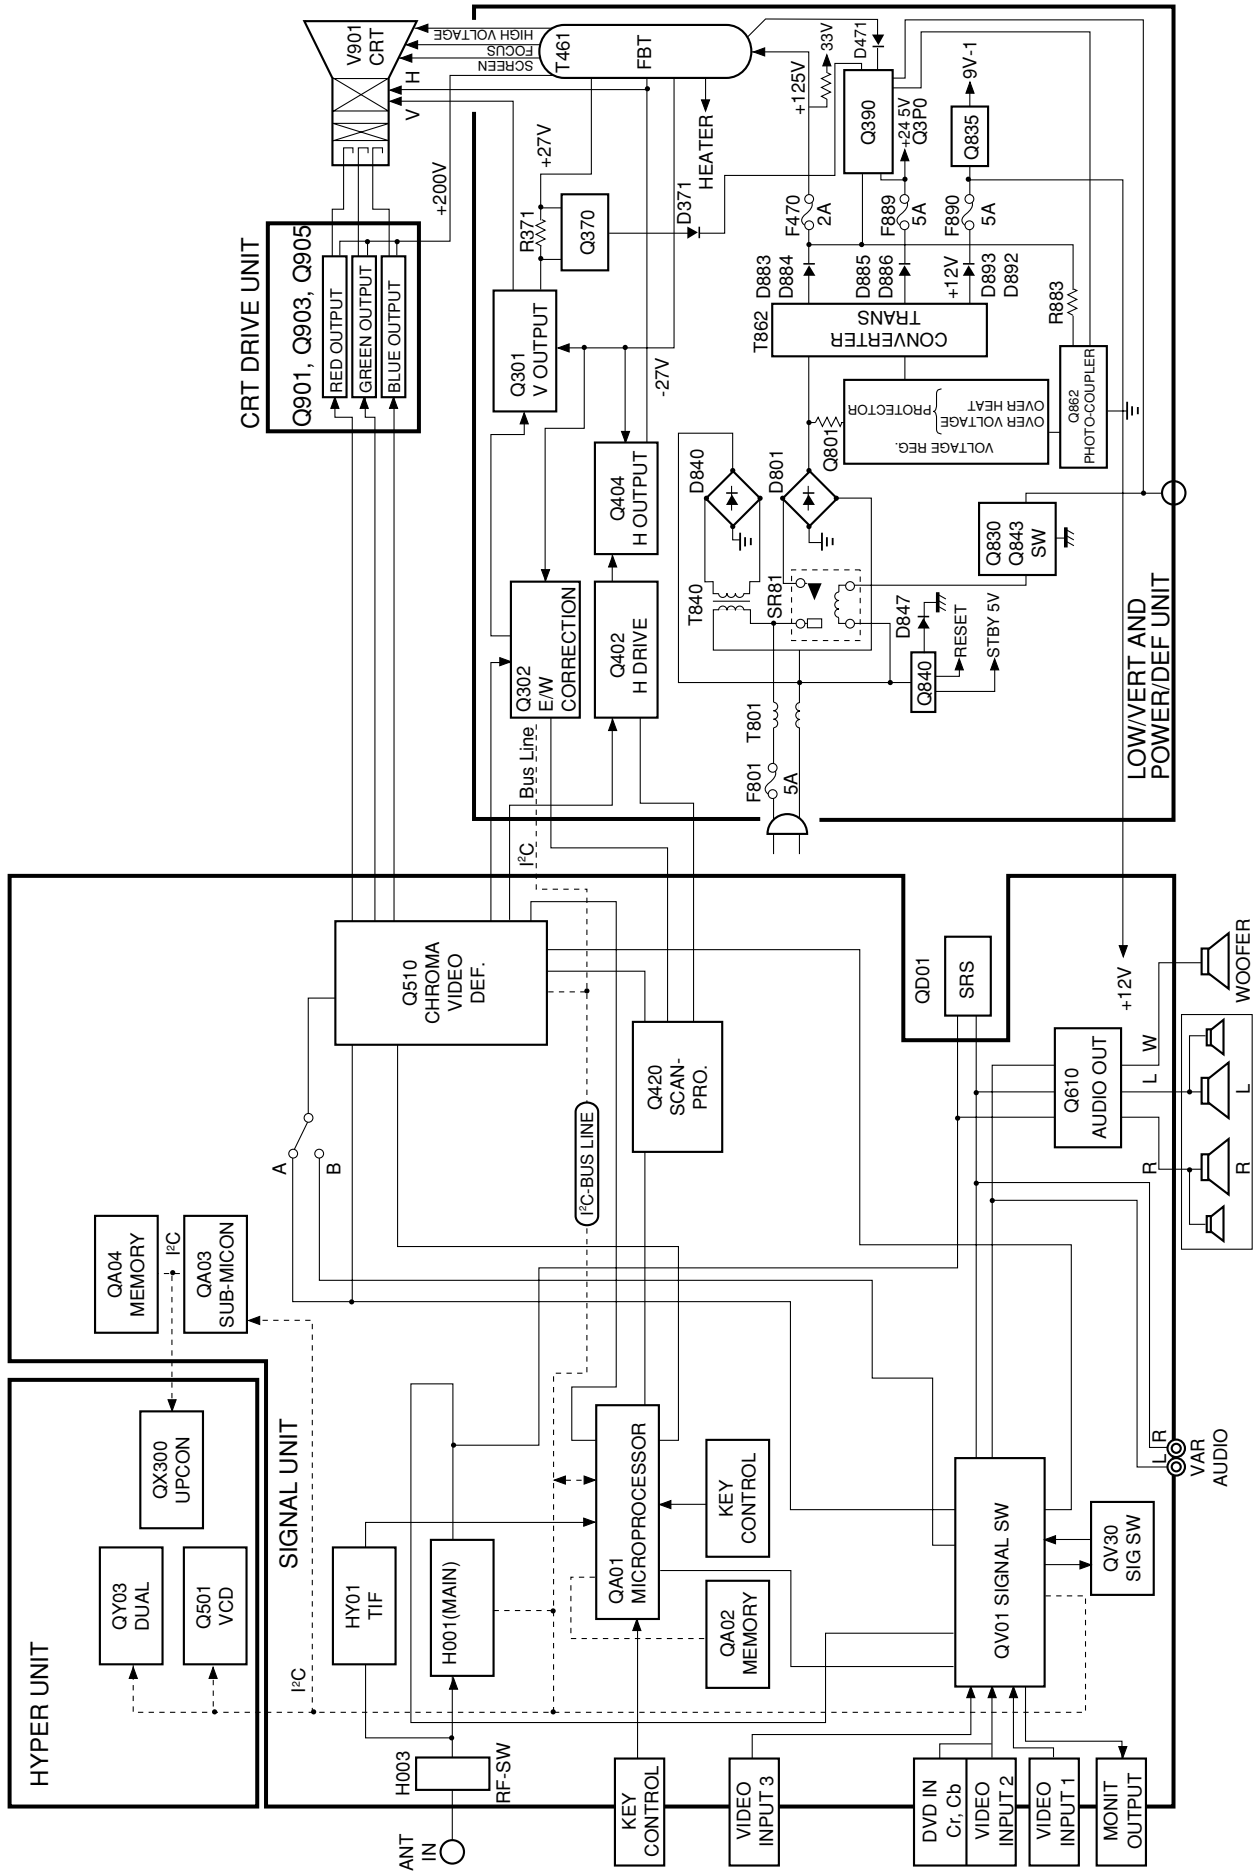 HYPER UNIT
QY03
DUAL
Q501
VCD
QX300
UPCON
I²C
SIGNAL UNIT
QA04
MEMORY
I²C
QA03
SUB-MICON
ANT
IN
H003
RF-SW
HY01
TIF
H001(MAIN)
QA01
MICROPROCESSOR
QA02
MEMORY
KEY
CONTROL
KEY
CONTROL
VIDEO
INPUT 3
DVD IN
Cr, Cb
VIDEO
INPUT 2
VIDEO
INPUT 1
MONIT
OUTPUT
QV01 SIGNAL SW
QV30
SIG SW
L
R
VAR
AUDIO
A
B
Q510
CHROMA
VIDEO
DEF.
I²C-BUS LINE
Q420
SCAN-
PRO.
QD01
SRS
Q610
AUDIO OUT
+12V
R
L
W
R
L
WOOFER
I²C
Bus Line
CRT DRIVE UNIT
Q901, Q903, Q905
RED OUTPUT
GREEN OUTPUT
BLUE OUTPUT
+200V
V901
CRT
V
H
SCREEN
FOCUS
HIGH VOLTAGE
T461
FBT
Q302
E/W
CORRECTION
Q301
V OUTPUT
R371
+27V
Q370
D371
Q402
H DRIVE
Q404
H OUTPUT
-27V
HEATER
T840
D840
SR81
D801
F801
5A
T801
Q801
T862
CONVERTER
TRANS
D883
D884
D885
D886
+12V
D893
D892
F470
2A
F889
5A
F890
5A
+125V
33V
D471
Q390
+24 5V
Q3P0
Q835
9V-1
VOLTAGE REG.
OVER VOLTAGE
OVER HEAT
PROTECTOR
R883
Q862
PHOTO-COUPLER
D847
Q840
RESET
STBY 5V
Q830
Q843
SW
LOW/VERT AND
POWER/DEF UNIT